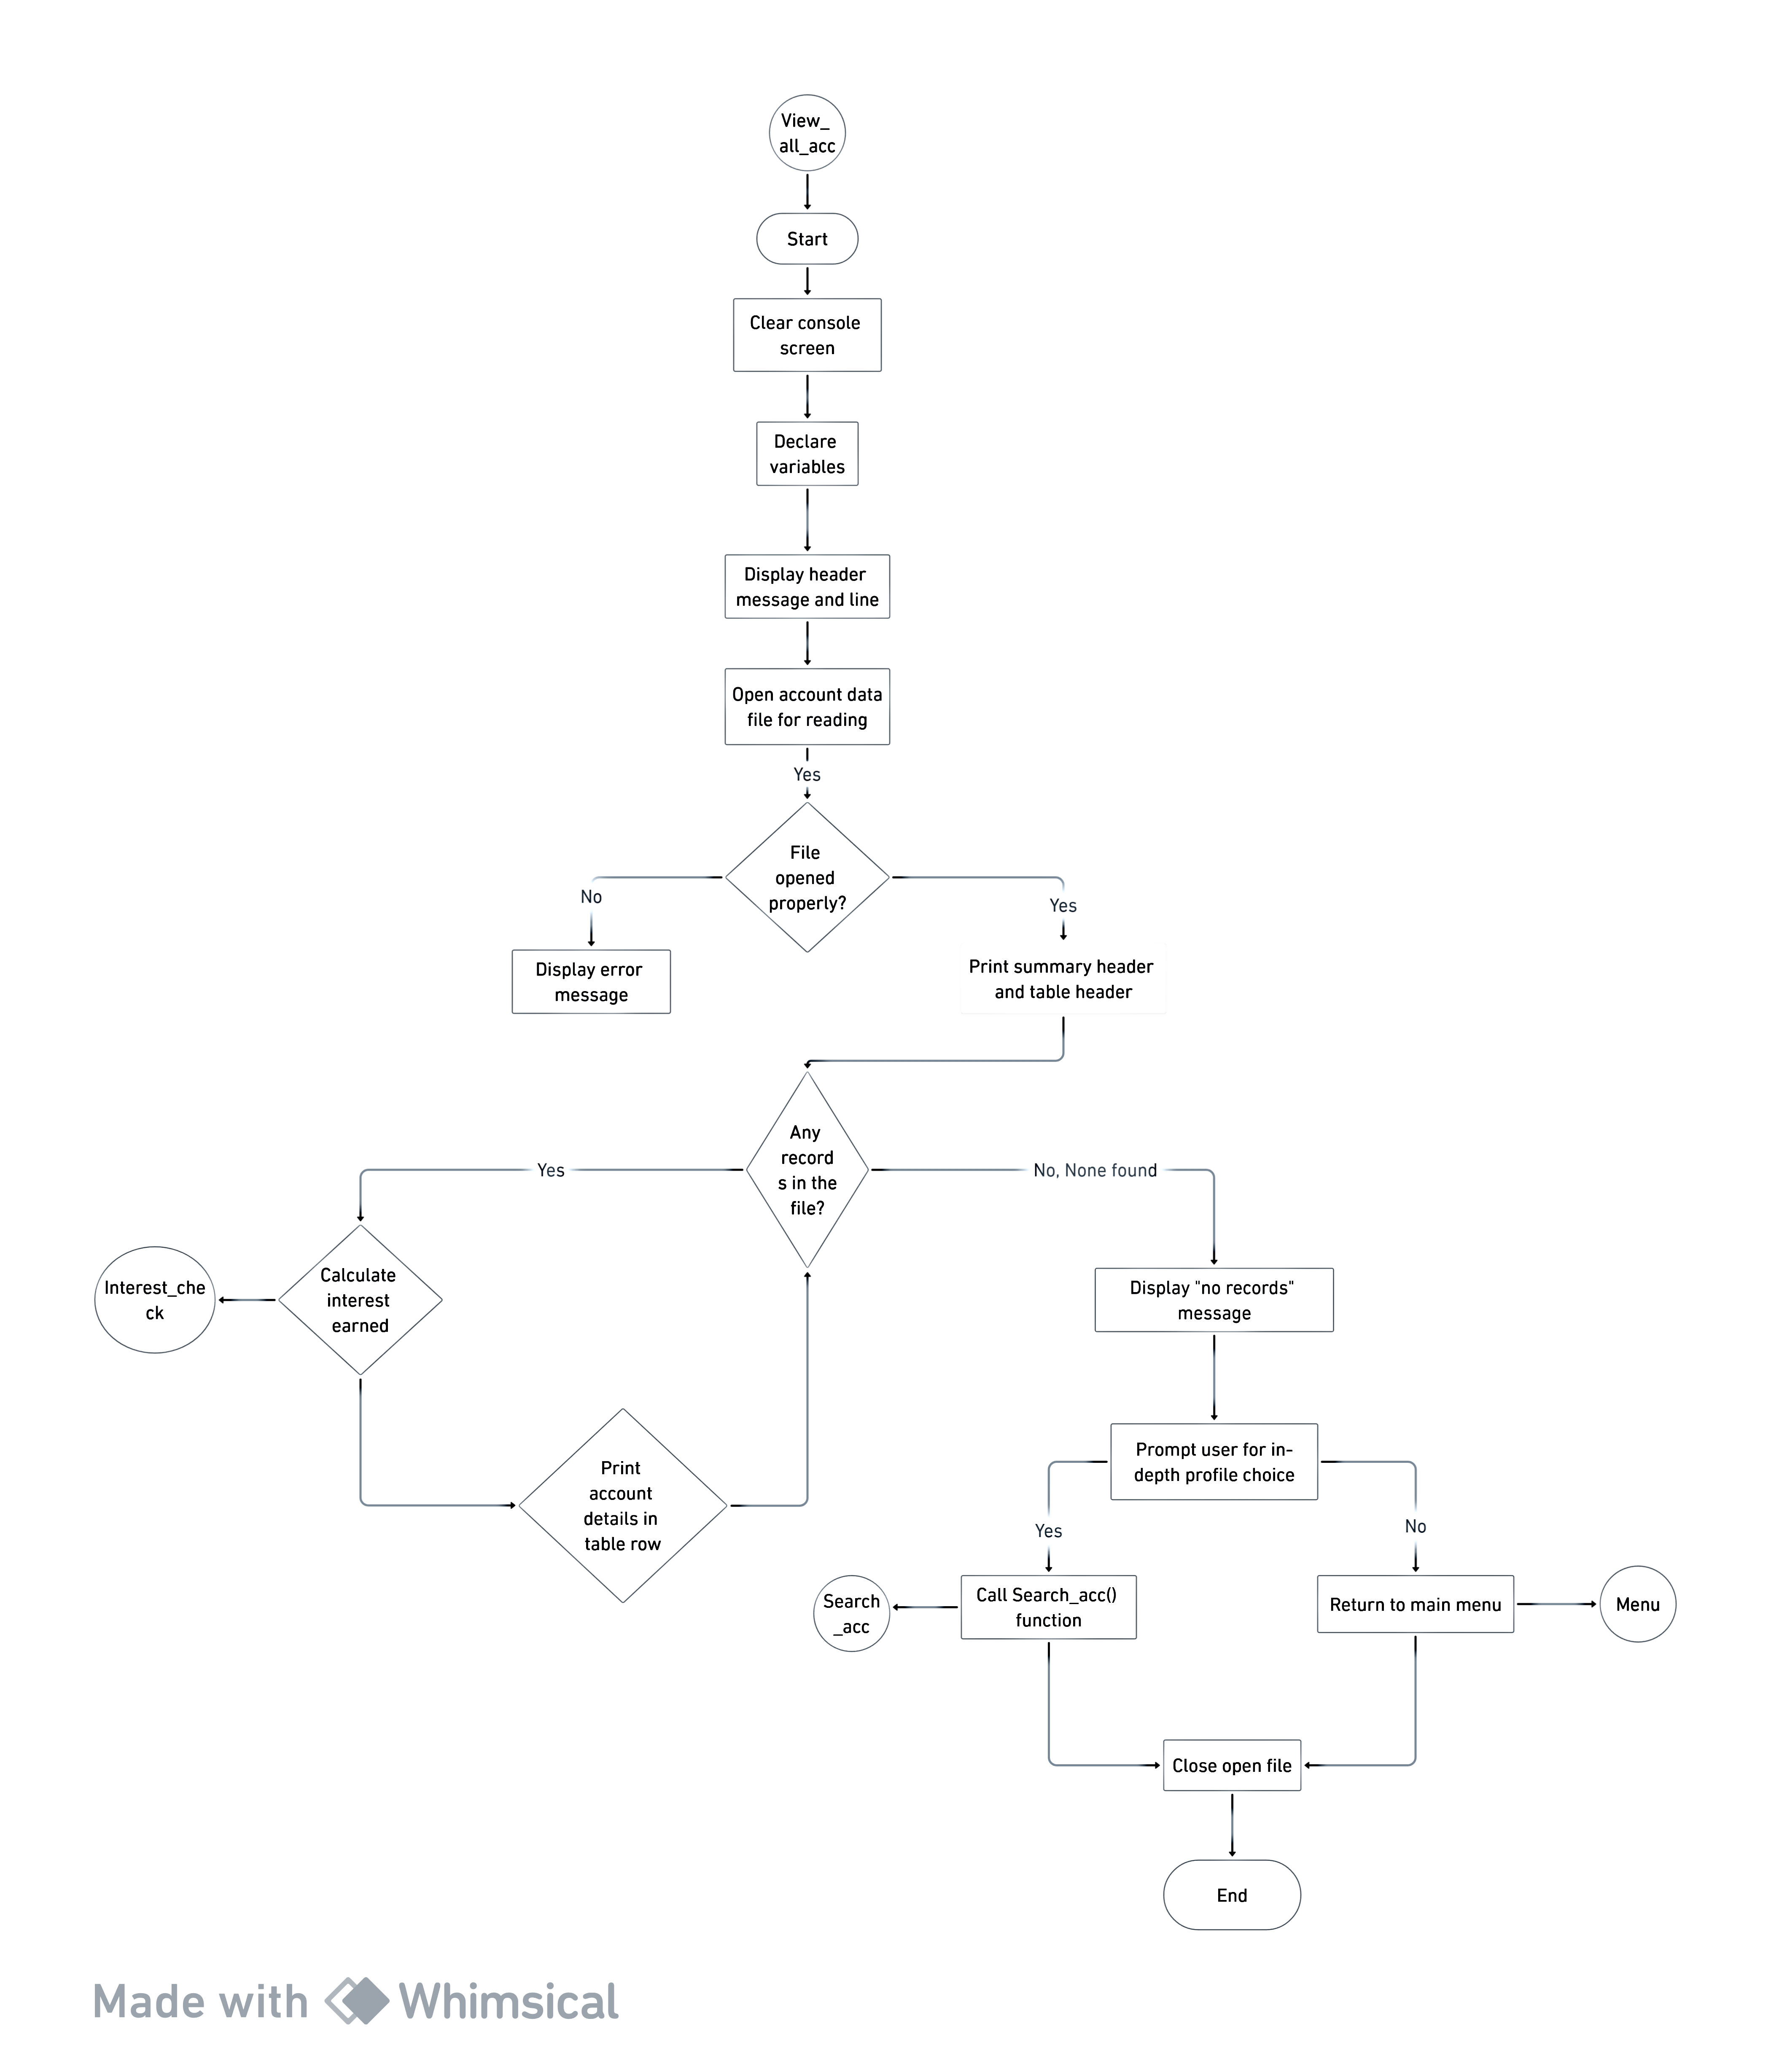 View_
all_acc
Start
Clear console
screen
Declare
variables
Display header
message and line
Open account data
file for reading
Yes
File
opened
properly?
No
Yes
Display error
message
Print summary header
and table header
Any
record
s in the
file?
Yes
No, None found
Interest_che
ck
Calculate
interest
earned
Display "no records"
message
Print
account
details in
table row
Prompt user for in-
depth profile choice
Yes
No
Search
_acc
Call Search_acc()
function
Return to main menu
Menu
Close open file
End
Made with Whimsical